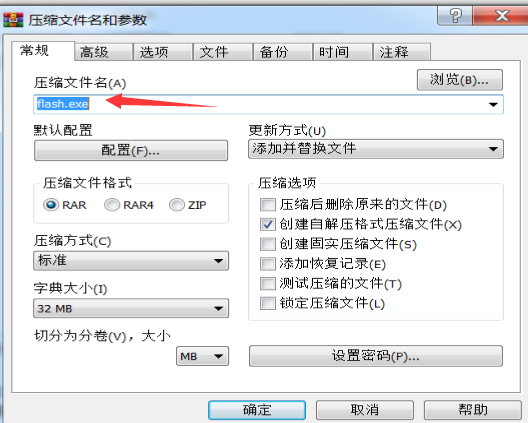 压缩文件名和参数
常规 高级 选项 文件 备份 时间 注释
压缩文件名(A)
浏览(B)...
flash.exe
默认配置
更新方式(U)
配置(F)...
添加并替换文件
压缩文件格式
压缩选项
RAR RAR4 ZIP
压缩后删除原来的文件(D)
创建自解压格式压缩文件(X)
创建固实压缩文件(S)
添加恢复记录(E)
测试压缩的文件(T)
锁定压缩文件(L)
压缩方式(C)
标准
字典大小(I)
32 MB
切分为分卷(V)，大小
MB
设置密码(P)...
确定 取消 帮助